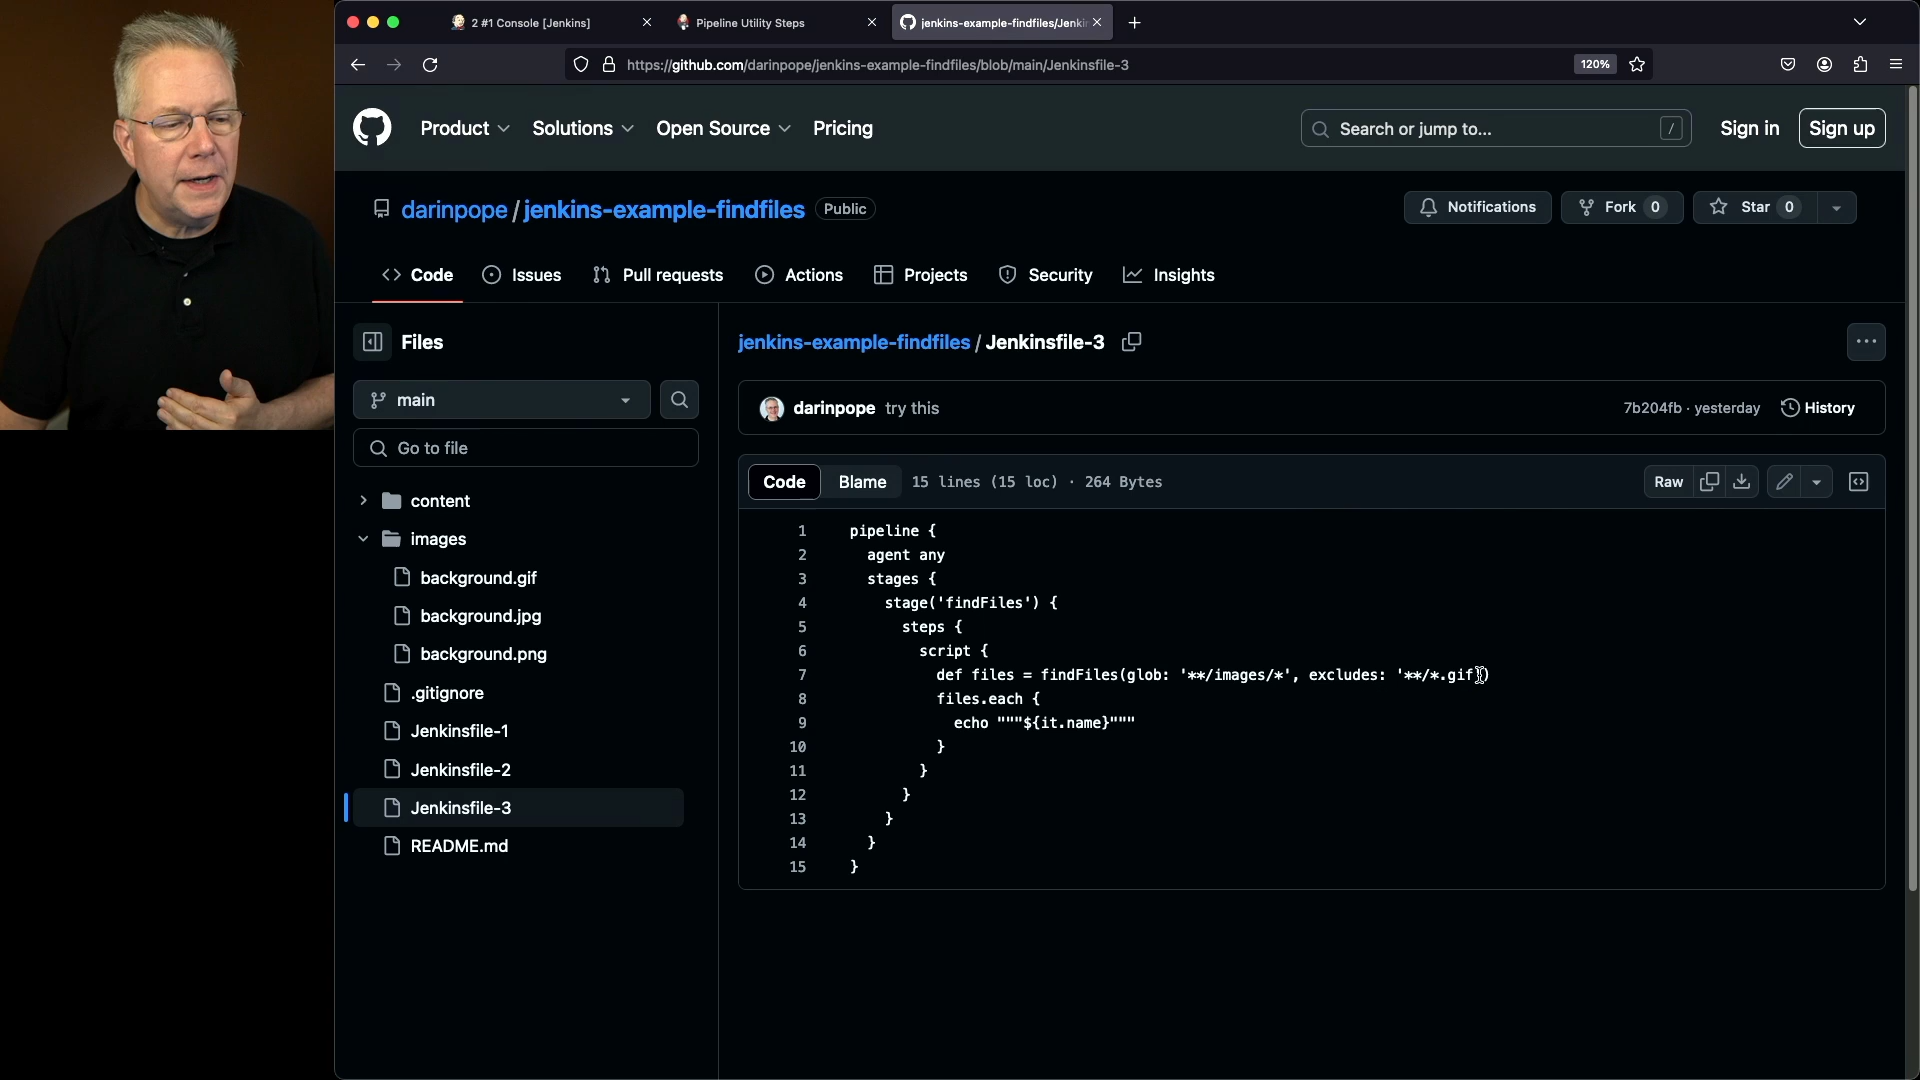 2 #1 Console [Jenkins]
Pipeline Utility Steps
jenkins-example-findfiles/Jenki
https://github.com/darinpope/jenkins-example-findfiles/blob/main/Jenkinsfile-3
120%
Product
Solutions
Open Source
Pricing
Search or jump to...
/
Sign in
Sign up
darinpope / jenkins-example-findfiles
Public
Notifications
Fork 0
Star 0
Code
Issues
Pull requests
Actions
Projects
Security
Insights
Files
main
Go to file
content
images
background.gif
background.jpg
background.png
.gitignore
Jenkinsfile-1
Jenkinsfile-2
Jenkinsfile-3
README.md
jenkins-example-findfiles / Jenkinsfile-3
darinpope try this
7b204fb · yesterday
History
Code
Blame
15 lines (15 loc) · 264 Bytes
Raw
1 pipeline {
2 agent any
3 stages {
4 stage('findFiles') {
5 steps {
6 script {
7 def files = findFiles(glob: '**/images/*', excludes: '**/*.gif')
8 files.each {
9 echo """${it.name}"""
10 }
11 }
12 }
13 }
14 }
15 }